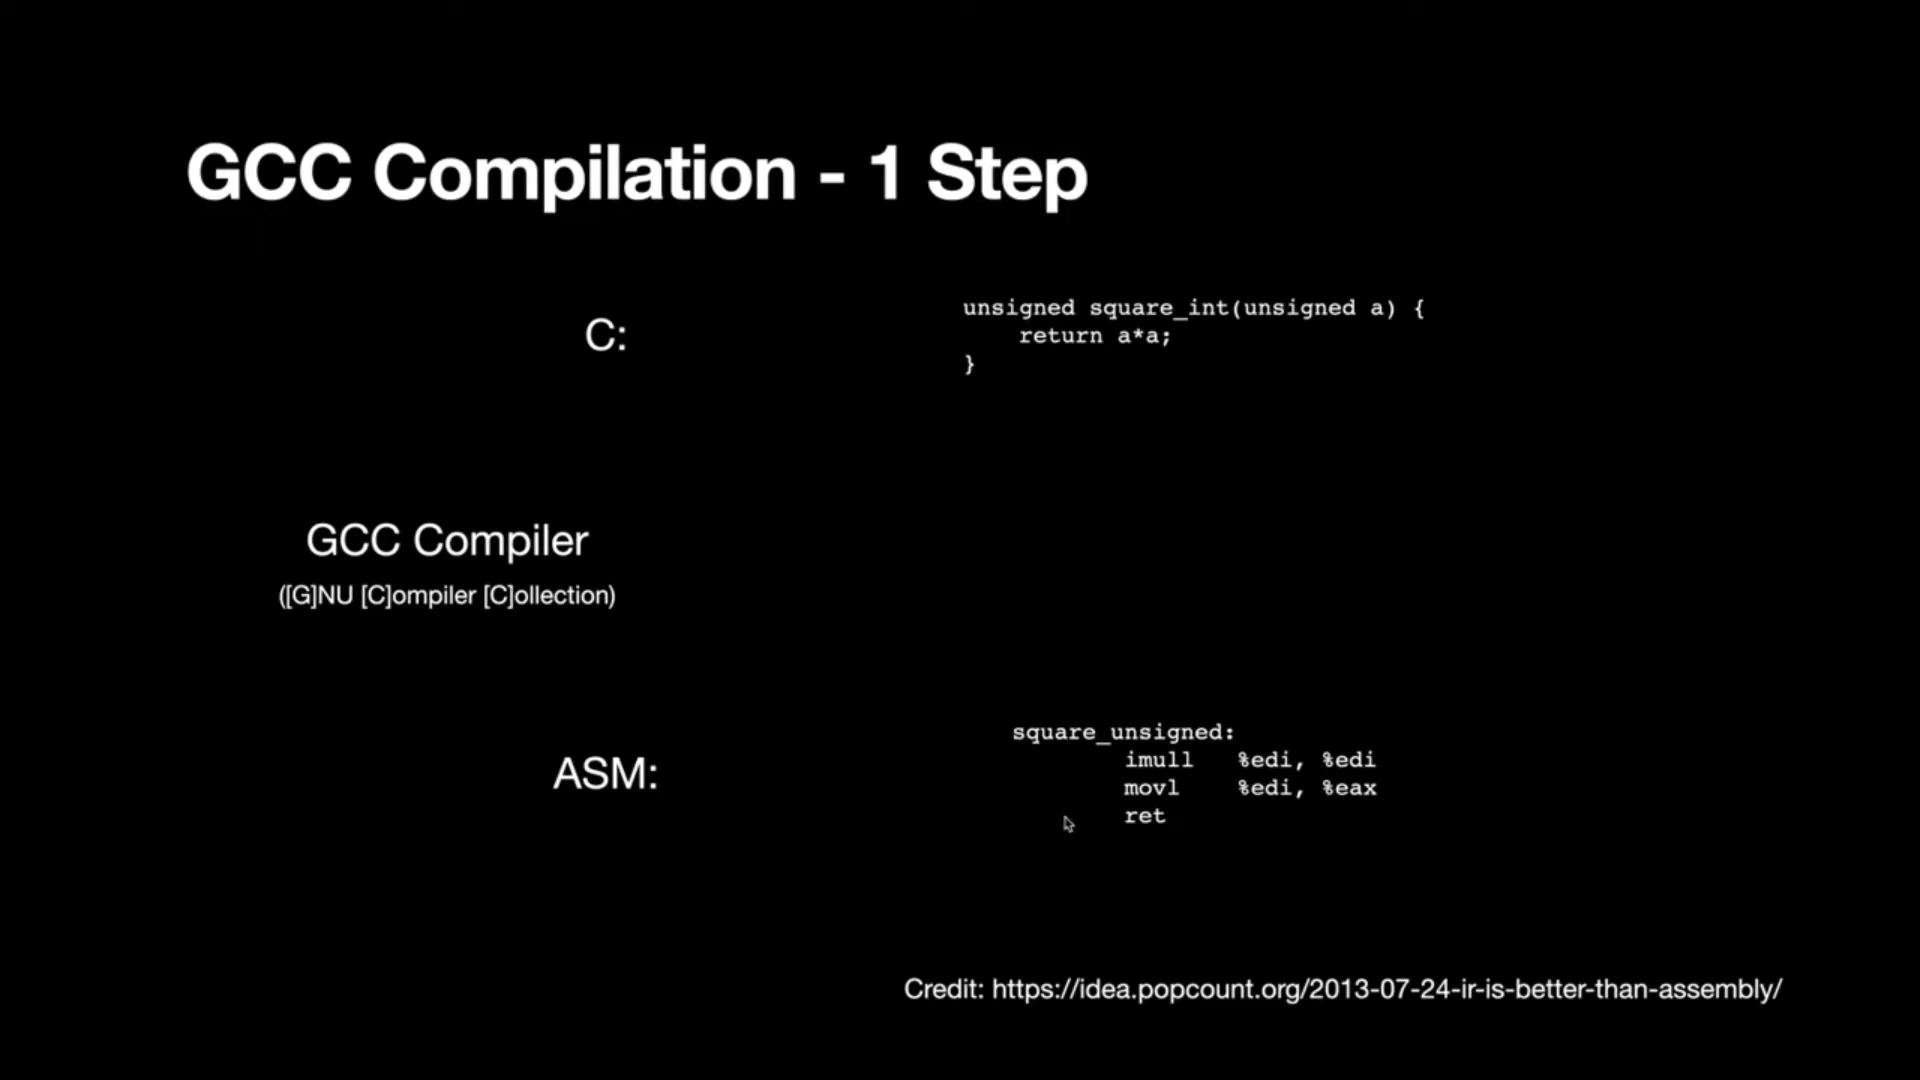 GCC Compilation - 1 Step
C:
unsigned square_int(unsigned a) {
return a*a;
}
GCC Compiler
([G]NU [C]ompiler [C]ollection)
ASM:
square_unsigned:
imull %edi, %edi
movl %edi, %eax
ret
Credit: https://idea.popcount.org/2013-07-24-ir-is-better-than-assembly/